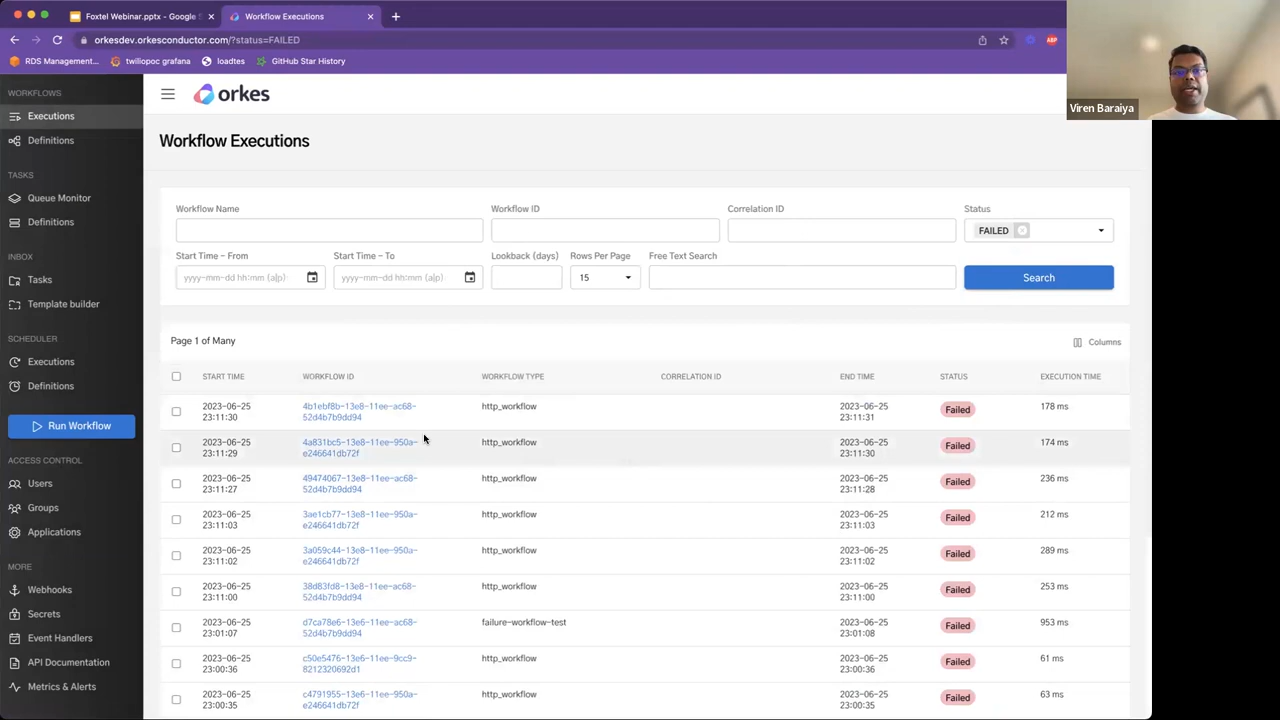 Foxtel Webinar.pptx - Google S
Workflow Executions
orkesdev.orkesconductor.com/?status=FAILED
RDS Management...
twiliopoc grafana
loadtes
GitHub Star History
ABP
Viren Baraiya
WORKFLOWS
Executions
Definitions
TASKS
Queue Monitor
Definitions
INBOX
Tasks
Template builder
SCHEDULER
Executions
Definitions
Run Workflow
ACCESS CONTROL
Users
Groups
Applications
MORE
Webhooks
Secrets
Event Handlers
API Documentation
Metrics & Alerts
orkes
Workflow Executions
Workflow Name
Workflow ID
Correlation ID
Status
FAILED
Start Time - From
Start Time - To
Lookback (days)
Rows Per Page
Free Text Search
yyyy-mm-dd hh:mm (a|p)
yyyy-mm-dd hh:mm (a|p)
15
Search
Page 1 of Many
Columns
START TIME WORKFLOW ID WORKFLOW TYPE CORRELATION ID END TIME STATUS EXECUTION TIME
2023-06-25 4b1ebf8b-13e8-11ee-ac68- http_workflow 2023-06-25 Failed 178 ms
23:11:30 52d4b7b9dd94 23:11:31
2023-06-25 4a831bc5-13e8-11ee-950a- http_workflow 2023-06-25 Failed 174 ms
23:11:29 e246641db72f 23:11:30
2023-06-25 49474067-13e8-11ee-ac68- http_workflow 2023-06-25 Failed 236 ms
23:11:27 52d4b7b9dd94 23:11:28
2023-06-25 3ae1cb77-13e8-11ee-950a- http_workflow 2023-06-25 Failed 212 ms
23:11:03 e246641db72f 23:11:03
2023-06-25 3a059c44-13e8-11ee-950a- http_workflow 2023-06-25 Failed 289 ms
23:11:02 e246641db72f 23:11:02
2023-06-25 38d83fd8-13e8-11ee-ac68- http_workflow 2023-06-25 Failed 253 ms
23:11:00 52d4b7b9dd94 23:11:00
2023-06-25 d7ca78e6-13e6-11ee-ac68- failure-workflow-test 2023-06-25 Failed 953 ms
23:01:07 52d4b7b9dd94 23:01:08
2023-06-25 c50e5476-13e6-11ee-9cc9- http_workflow 2023-06-25 Failed 61 ms
23:00:36 8212320692d1 23:00:36
2023-06-25 c4791955-13e6-11ee-950a- http_workflow 2023-06-25 Failed 63 ms
23:00:35 e246641db72f 23:00:35